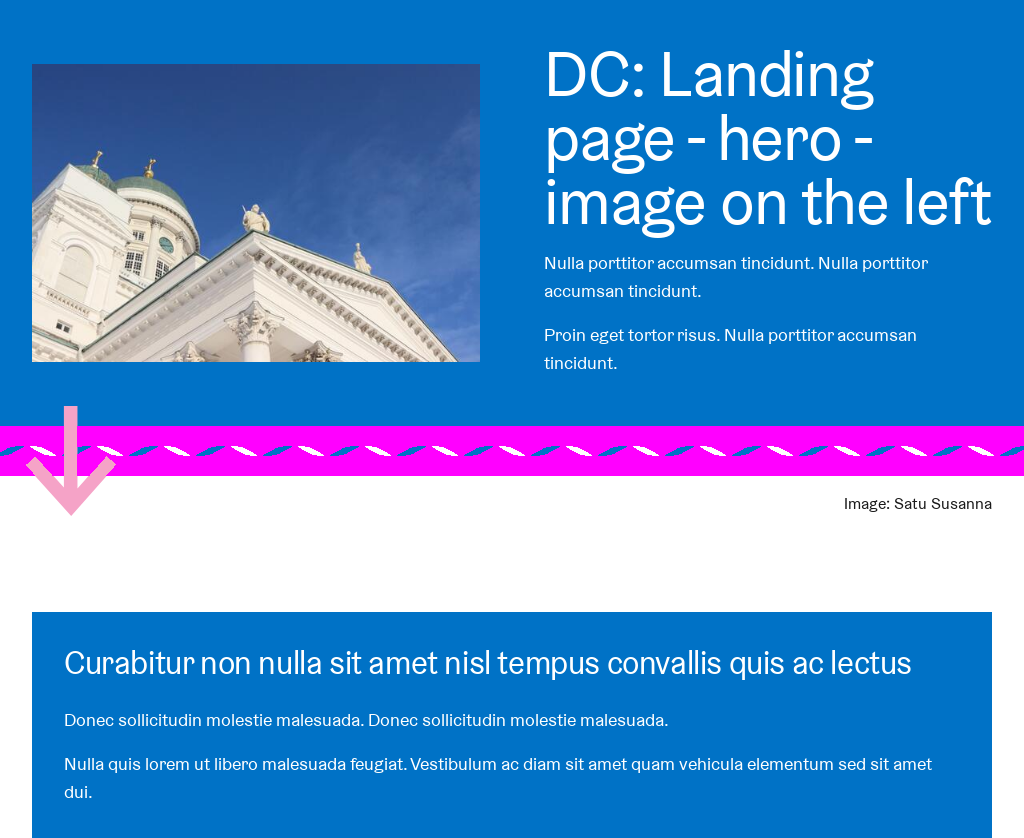 DC: Landing
page - hero -
image on the left
Nulla porttitor accumsan tincidunt. Nulla porttitor
accumsan tincidunt.
Proin eget tortor risus. Nulla porttitor accumsan
tincidunt.
Image: Satu Susanna
Curabitur non nulla sit amet nisl tempus convallis quis ac lectus
Donec sollicitudin molestie malesuada. Donec sollicitudin molestie malesuada.
Nulla quis lorem ut libero malesuada feugiat. Vestibulum ac diam sit amet quam vehicula elementum sed sit amet
dui.